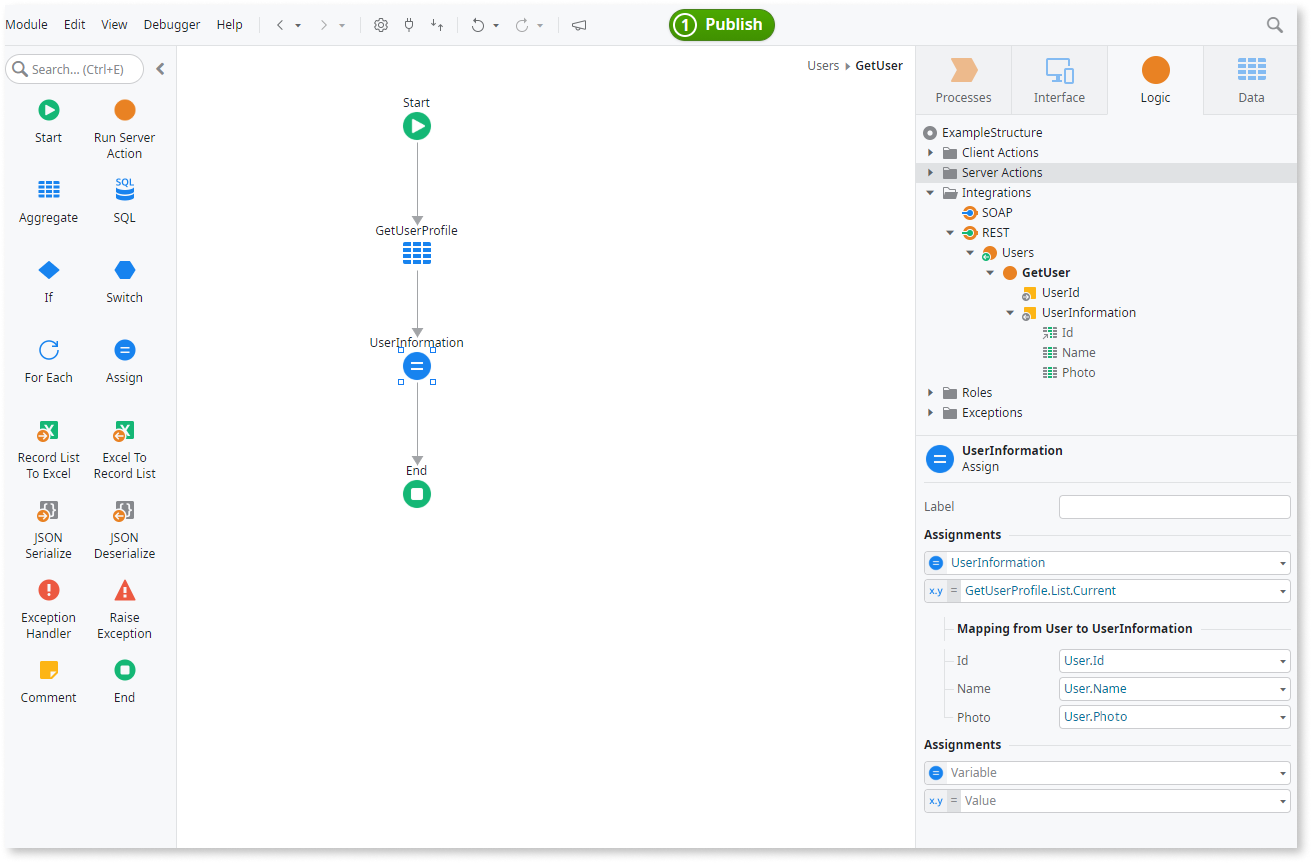 Module Edit View Debugger Help
1 Publish
Search... (Ctrl+E)
Start
Run Server
Action
Aggregate
SQL
SQL
If
Switch
For Each
Assign
Record List
To Excel
Excel To
Record List
JSON
Serialize
JSON
Deserialize
Exception
Handler
Raise
Exception
Comment
End
Users GetUser
Start
GetUserProfile
UserInformation
End
Processes
Interface
Logic
Data
ExampleStructure
Client Actions
Server Actions
Integrations
SOAP
REST
Users
GetUser
UserId
UserInformation
Id
Name
Photo
Roles
Exceptions
UserInformation
Assign
Label
Assignments
UserInformation
x.y = GetUserProfile.List.Current
Mapping from User to UserInformation
Id User.Id
Name User.Name
Photo User.Photo
Assignments
Variable
x.y = Value